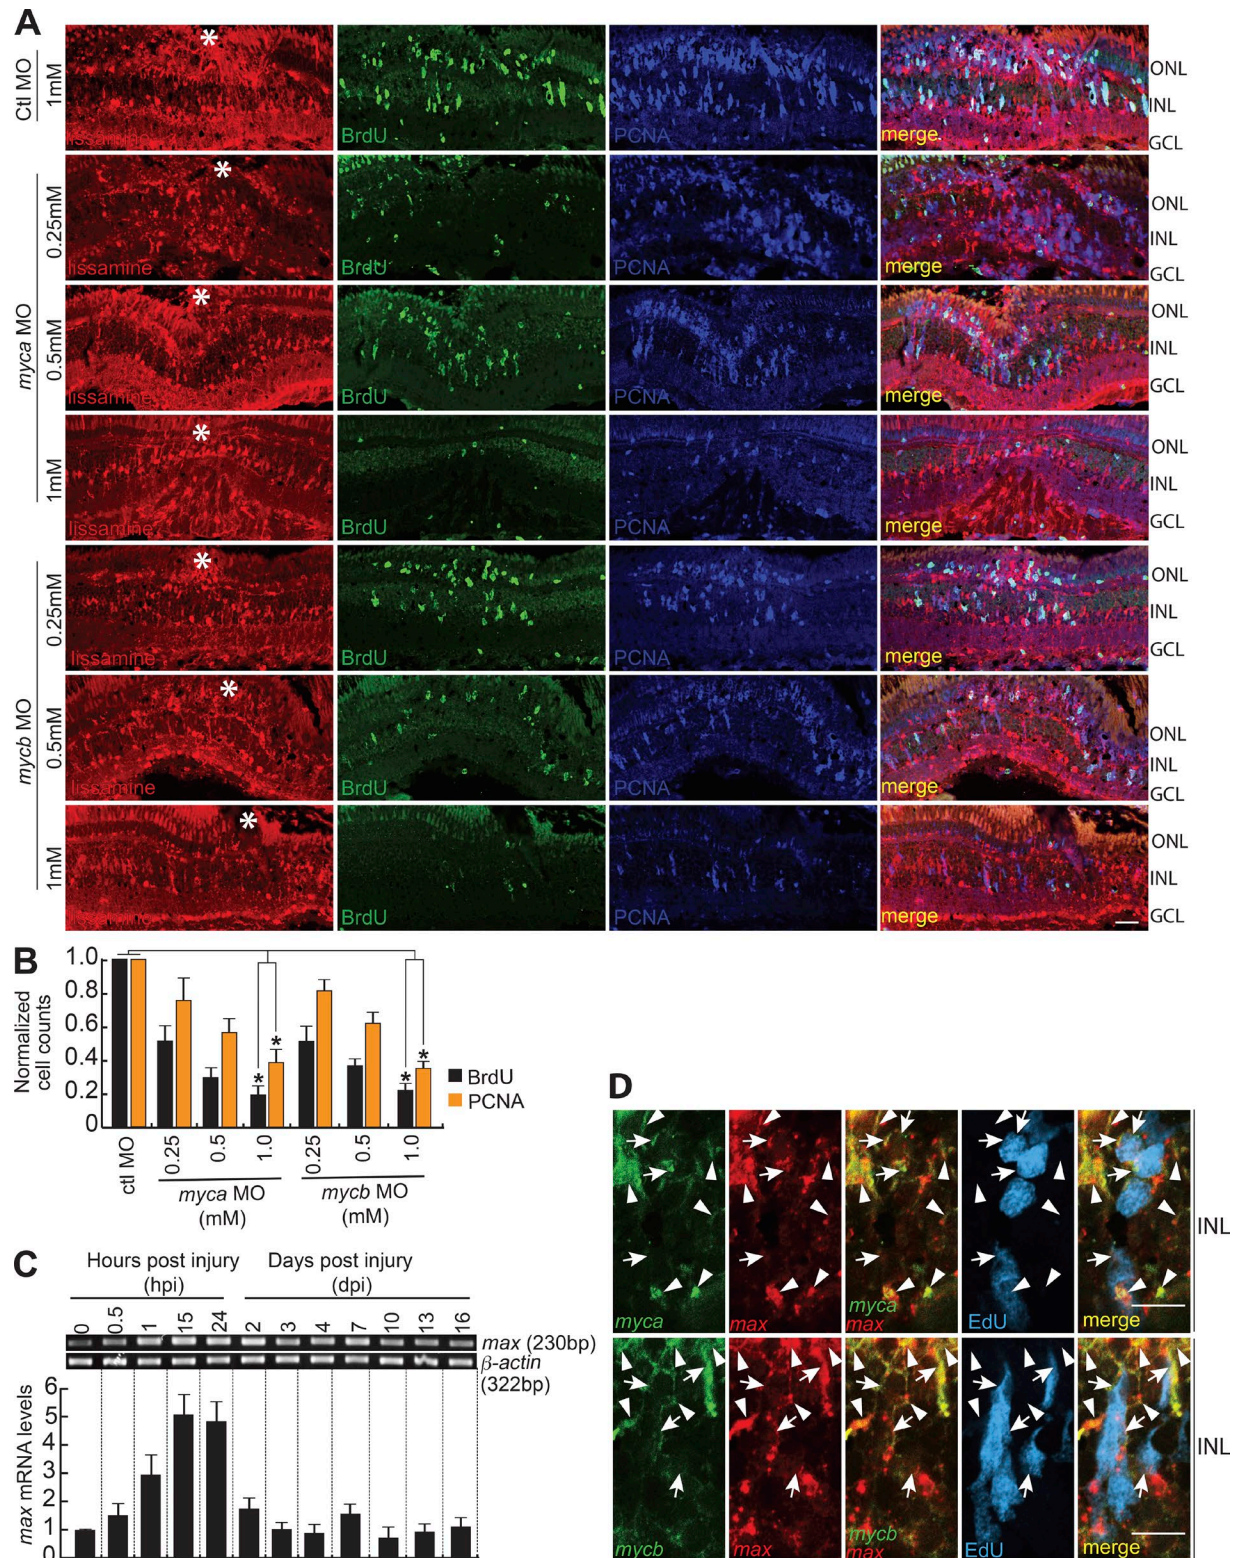 A
Ctl MO
1mM
lissamine
BrdU
PCNA
merge
ONL
INL
GCL
myca MO
0.25mM
lissamine
BrdU
PCNA
merge
ONL
INL
GCL
0.5mM
lissamine
BrdU
PCNA
merge
ONL
INL
GCL
1mM
lissamine
BrdU
PCNA
merge
ONL
INL
GCL
mycb MO
0.25mM
lissamine
BrdU
PCNA
merge
ONL
INL
GCL
0.5mM
lissamine
BrdU
PCNA
merge
ONL
INL
GCL
1mM
lissamine
BrdU
PCNA
merge
ONL
INL
GCL
B
Normalized
cell counts
1.0
0.8
0.6
0.4
0.2
0
* * * *
BrdU
PCNA
ctl MO 0.25 0.5 1.0 0.25 0.5 1.0
myca MO
(mM)
mycb MO
(mM)
C
Hours post injury
(hpi)
Days post injury
(dpi)
0 0.5 1 15 24 2 3 4 7 10 13 16
max (230bp)
β-actin
(322bp)
max mRNA levels
6
5
4
3
2
1
0
D
myca
max
myca
max
EdU
merge
INL
mycb
max
mycb
max
EdU
merge
INL